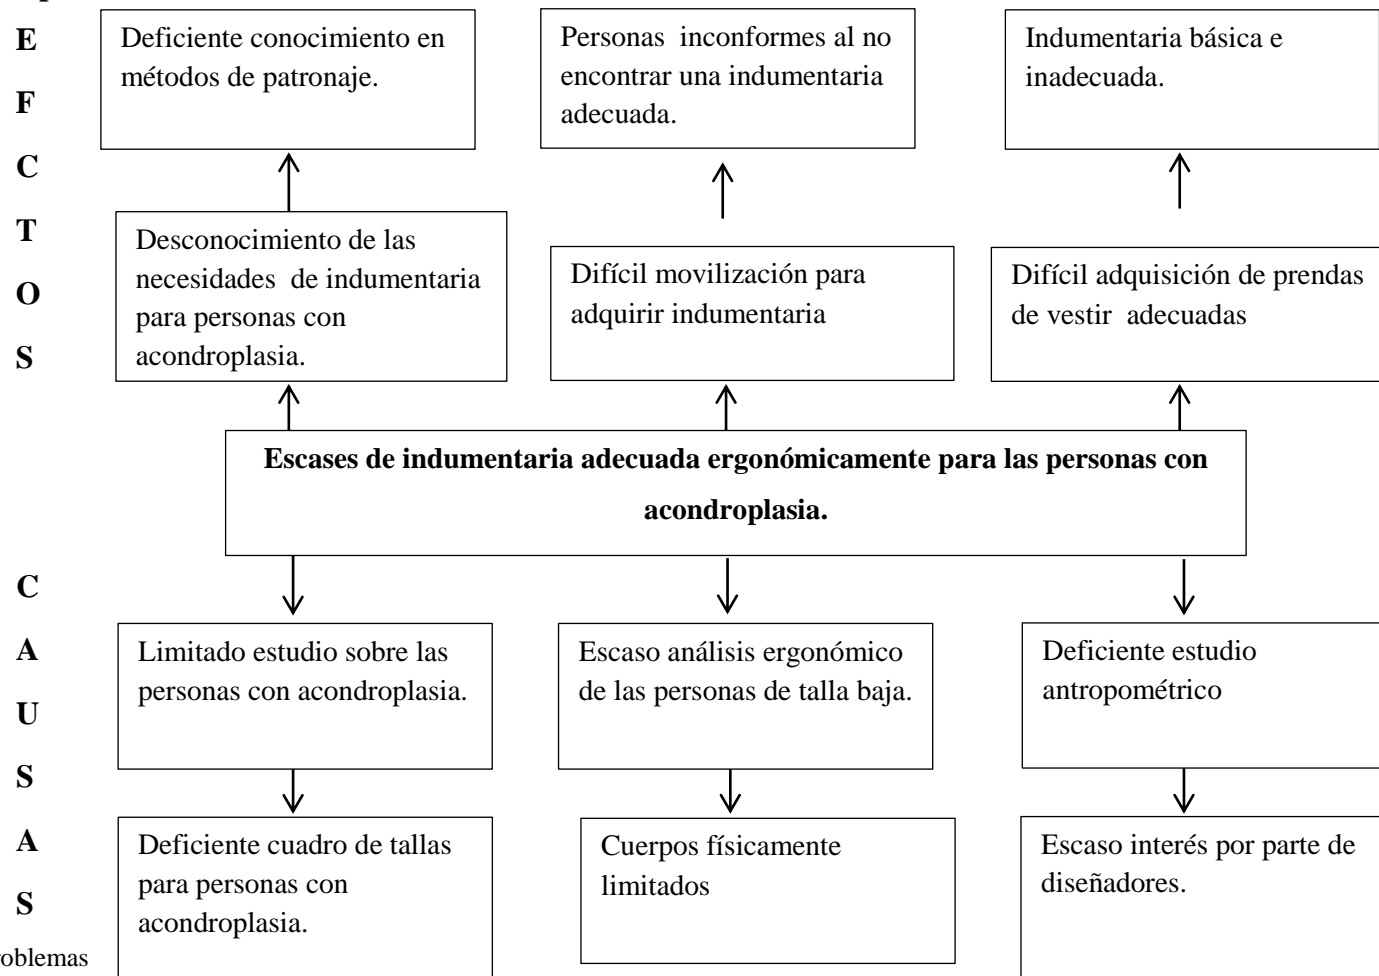 E
F
C
T
O
S
Deficiente conocimiento en
métodos de patronaje.
Personas inconformes al no
encontrar una indumentaria
adecuada.
Indumentaria básica e
inadecuada.
Desconocimiento de las
necesidades de indumentaria
para personas con
acondroplasia.
Difícil movilización para
adquirir indumentaria
Difícil adquisición de prendas
de vestir adecuadas
Escases de indumentaria adecuada ergonómicamente para las personas con
acondroplasia.
C
A
U
S
A
S
Limitado estudio sobre las
personas con acondroplasia.
Escaso análisis ergonómico
de las personas de talla baja.
Deficiente estudio
antropométrico
Deficiente cuadro de tallas
para personas con
acondroplasia.
Cuerpos físicamente
limitados
Escaso interés por parte de
diseñadores.
roblemas